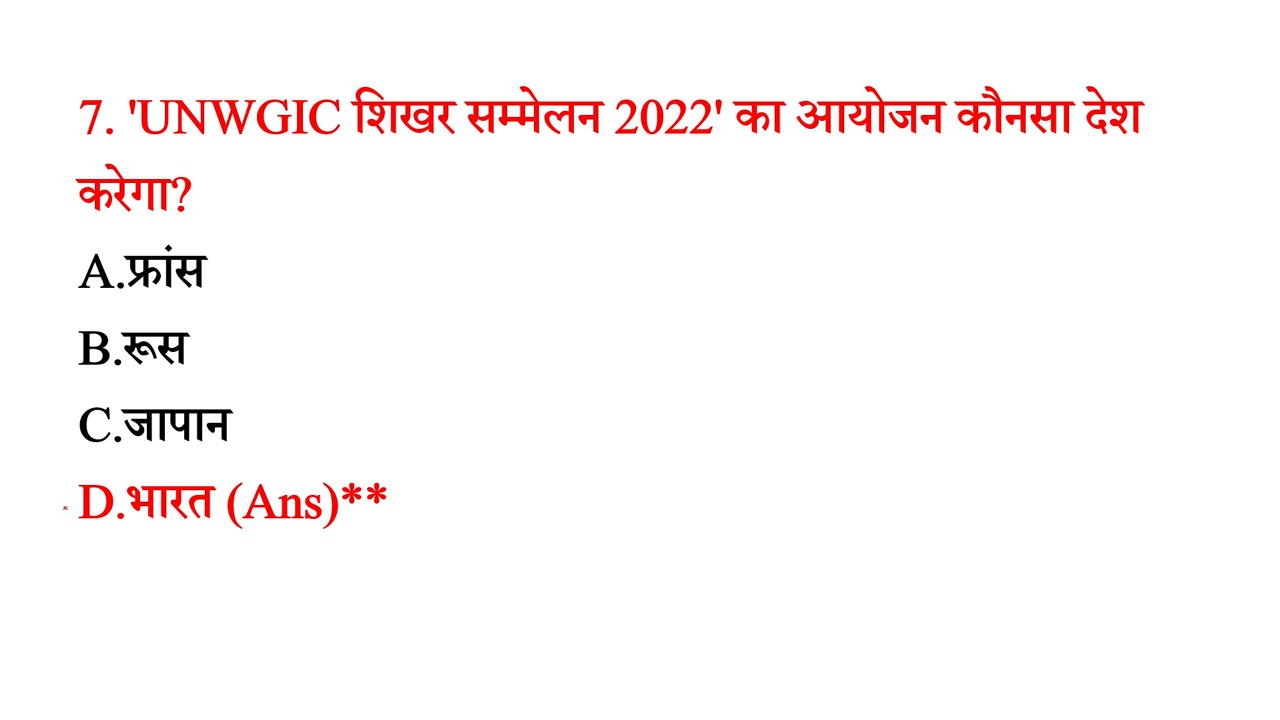 7. 'UNWGIC शिखर सम्मेलन 2022' का आयोजन कौनसा देश
करेगा?
A.फ्रांस
B.रूस
C.जापान
D.भारत (Ans)**